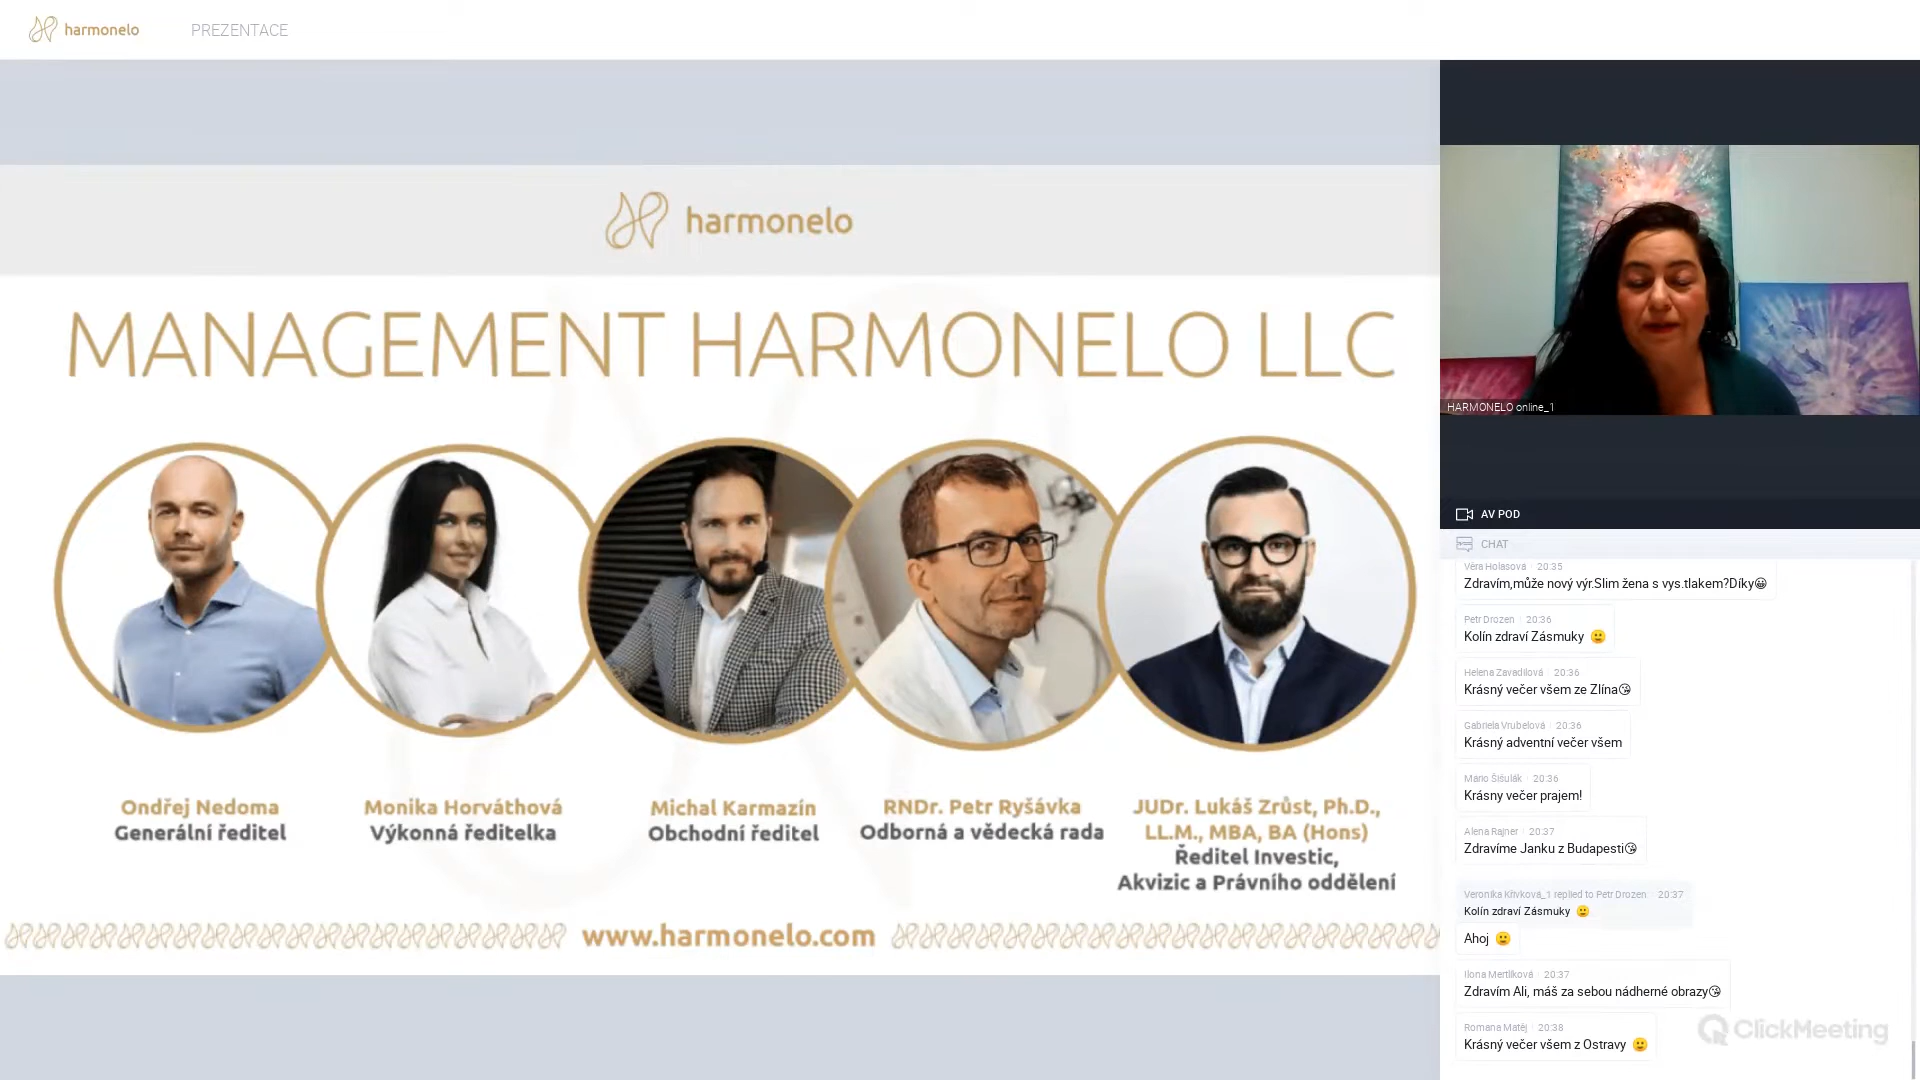 harmonelo
PREZENTACE
harmonelo
MANAGEMENT HARMONELO LLC
Ondřej Nedoma
Generální ředitel
Monika Horváthová
Výkonná ředitelka
Michal Karmazín
Obchodní ředitel
RNDr. Petr Ryšávka
Odborná a vědecká rada
JUDr. Lukáš Zrůst, Ph.D.,
LL.M., MBA, BA (Hons)
Ředitel Investic,
Akvizic a Právního oddělení
www.harmonelo.com
HARMONELO online_1
AV POD
CHAT
Věra Holasová · 20:35
Zdravím,může nový výr.Slim žena s vys.tlakem?Díky😀
Petr Drozen · 20:36
Kolín zdraví Zásmuky 🙂
Helena Zavadilová · 20:36
Krásný večer všem ze Zlína😘
Gabriela Vrubelová · 20:36
Krásný adventní večer všem
Mario Šišulák · 20:36
Krásny večer prajem!
Alena Rajner · 20:37
Zdravíme Janku z Budapesti😘
Veronika Křivková_1 replied to Petr Drozen · 20:37
Kolín zdraví Zásmuky 🙂
Ahoj 🙂
Ilona Mertlíková · 20:37
Zdravím Ali, máš za sebou nádherné obrazy😘
Romana Matěj · 20:38
Krásný večer všem z Ostravy 🙂
ClickMeeting